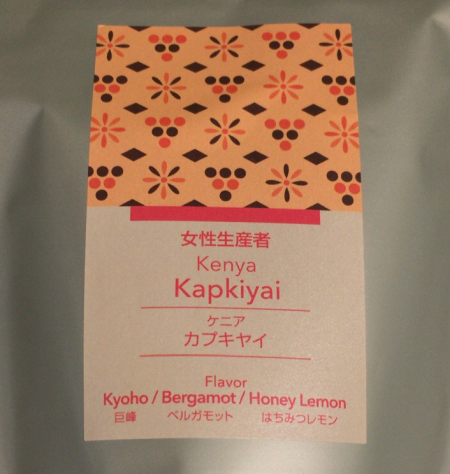 女性生産者
Kenya
Kapkiyai
ケニア
カプキヤイ
Flavor
Kyoho / Bergamot / Honey Lemon
巨峰 ベルガモット はちみつレモン